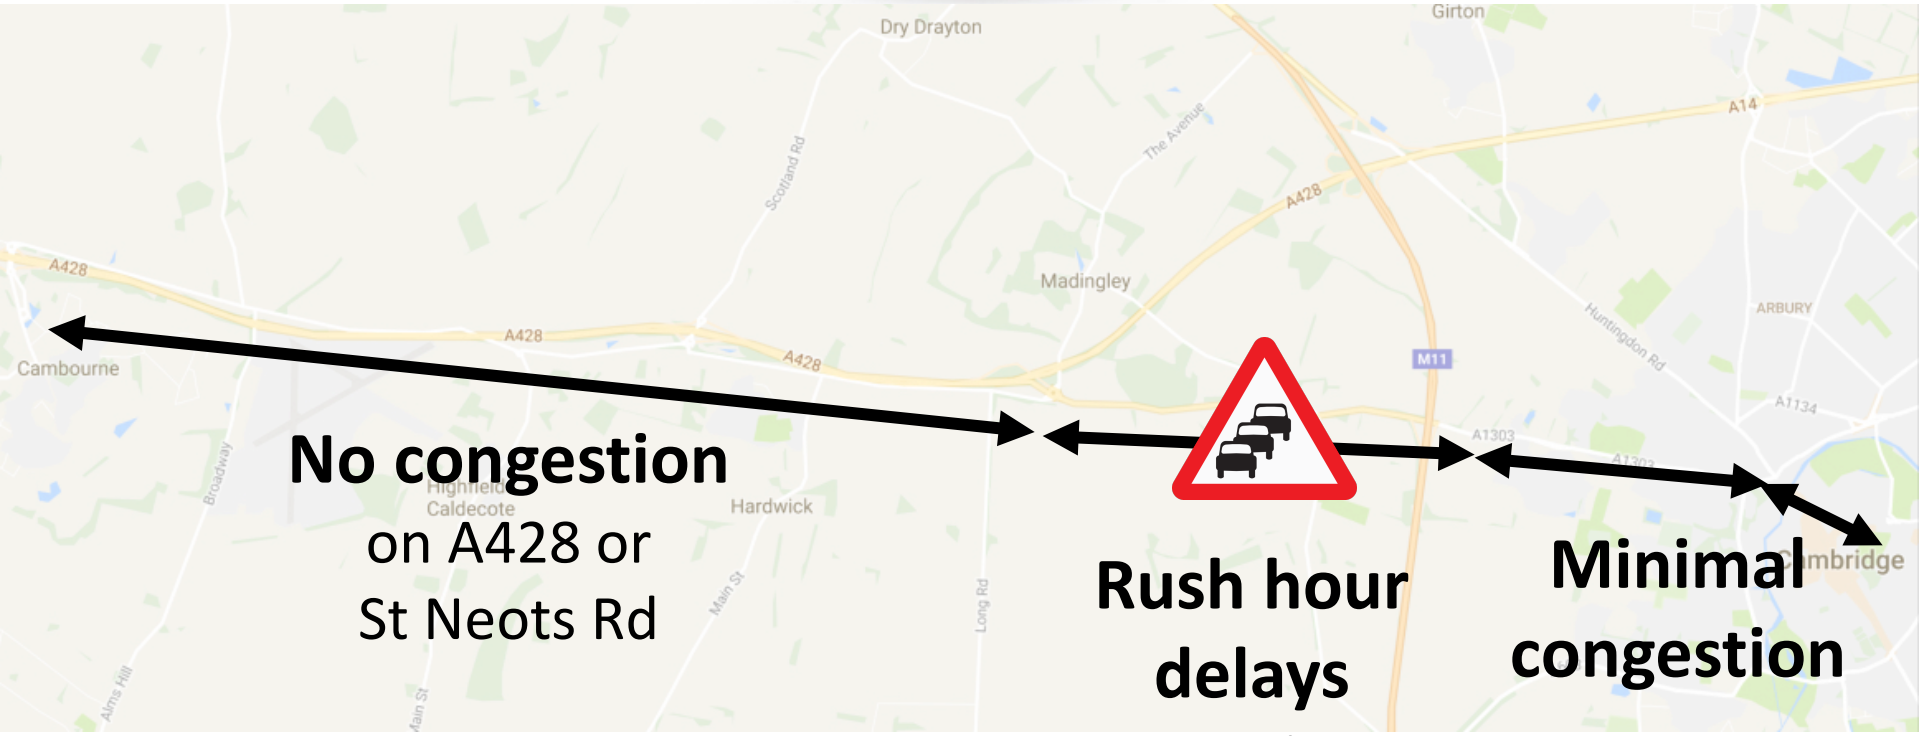 Dry Drayton
Girton
A14
The Avenue
Scotland Rd
A428
A428
Madingley
ARBURY
Huntingdon Rd
A428
A428
M11
Cambourne
A1134
A1303
A1303
Broadway
No congestion
on A428 or
St Neots Rd
Highfield
Caldecote
Hardwick
Rush hour
delays
Minimal
congestion
Cambridge
Main St
Long Rd
Alms Hill
Main St